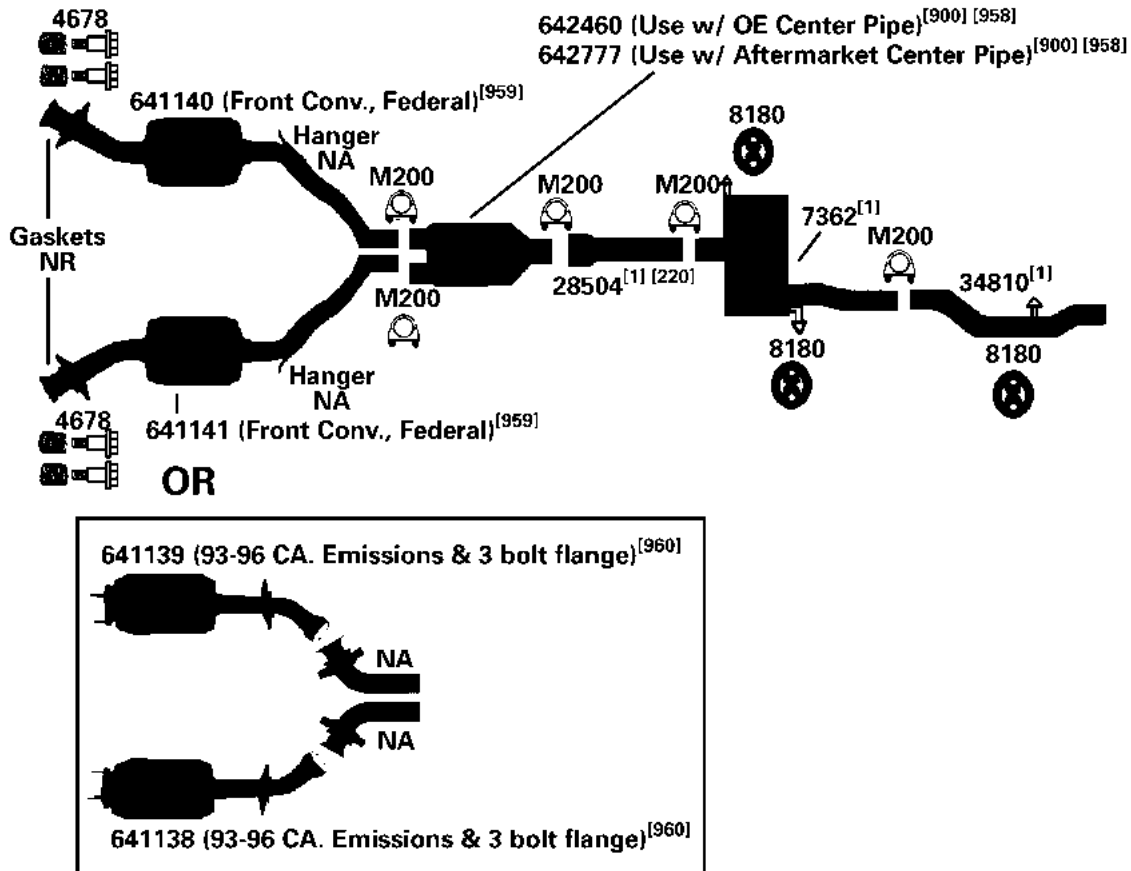 4678
642460 (Use w/ OE Center Pipe)[900] [958]
642777 (Use w/ Aftermarket Center Pipe)[900] [958]
641140 (Front Conv., Federal)[959]
8180
Hanger
NA
M200
M200
M200
7362[1]
Gaskets
NR
M200
28504[1] [220]
34810[1]
M200
8180
8180
Hanger
NA
4678
641141 (Front Conv., Federal)[959]
OR
641139 (93-96 CA. Emissions & 3 bolt flange)[960]
NA
NA
641138 (93-96 CA. Emissions & 3 bolt flange)[960]